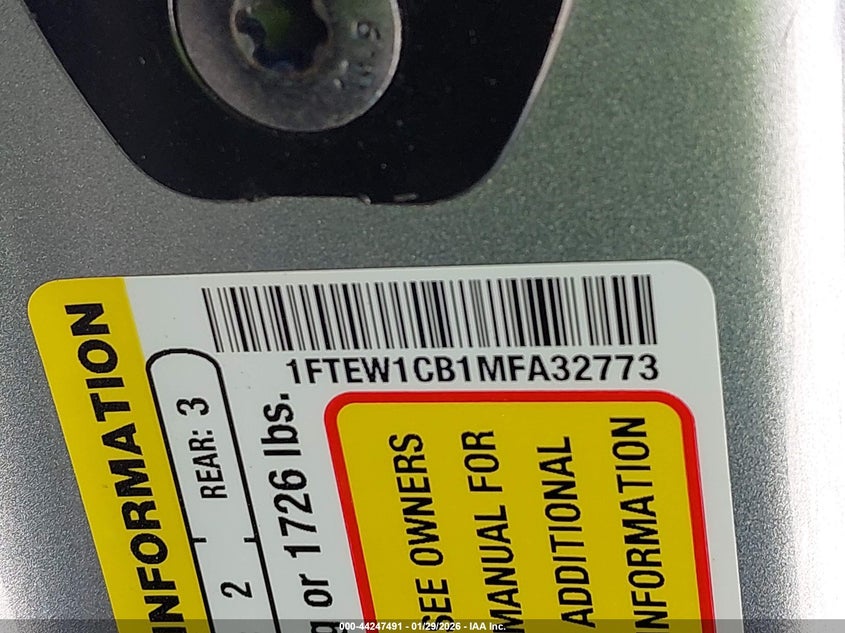 1FTEW1CB1MFA32773
INFORMATION
REAR: 3
2
g or 1726 lbs.
SEE OWNERS
MANUAL FOR
ADDITIONAL
INFORMATION
000-44247491 - 01/29/2026 - IAA Inc.